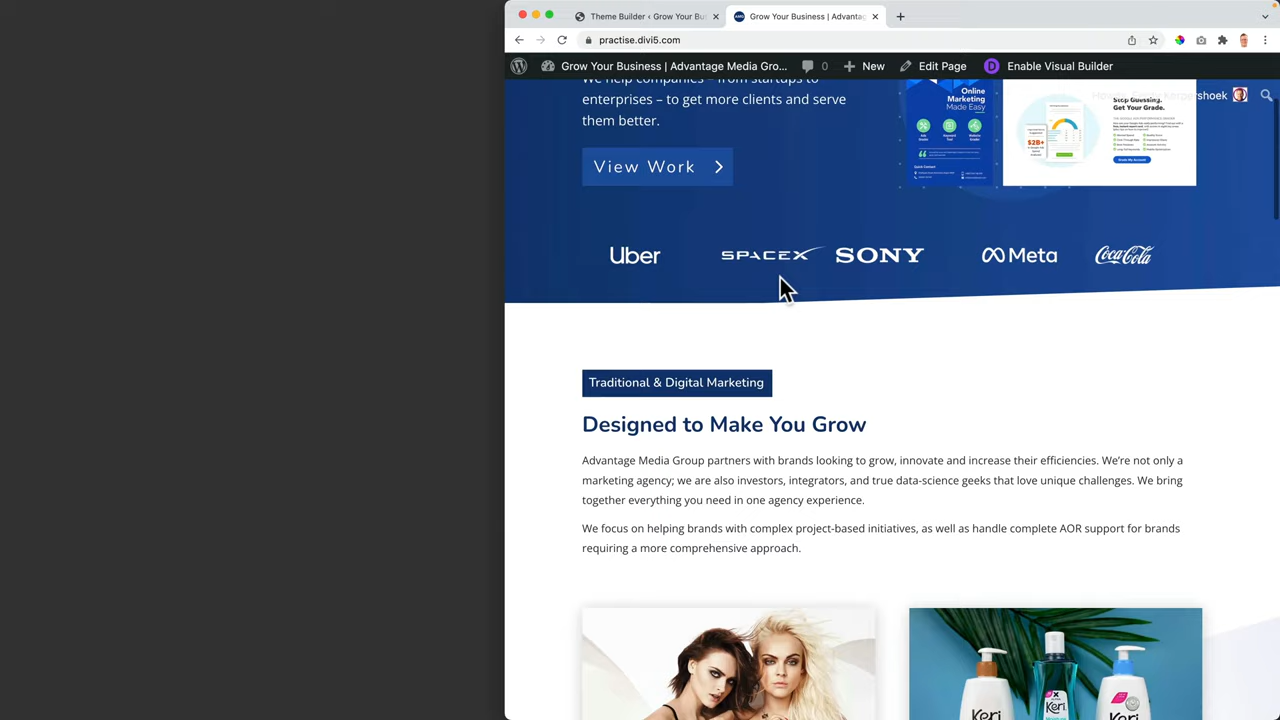 Theme Builder ‹ Grow Your Bu
Grow Your Business | Advanta
practise.divi5.com
Grow Your Business | Advantage Media Gro... 0 New Edit Page Enable Visual Builder
We help companies – from startups to
enterprises – to get more clients and serve
them better.
View Work
Online
Marketing
Made Easy
Quick Contact
Stop Guessing.
Get Your Grade.
$28+
Uber SPACEX SONY Meta Coca-Cola
Traditional & Digital Marketing
Designed to Make You Grow
Advantage Media Group partners with brands looking to grow, innovate and increase their efficiencies. We’re not only a
marketing agency; we are also investors, integrators, and true data-science geeks that love unique challenges. We bring
together everything you need in one agency experience.
We focus on helping brands with complex project-based initiatives, as well as handle complete AOR support for brands
requiring a more comprehensive approach.
Keri
Keri